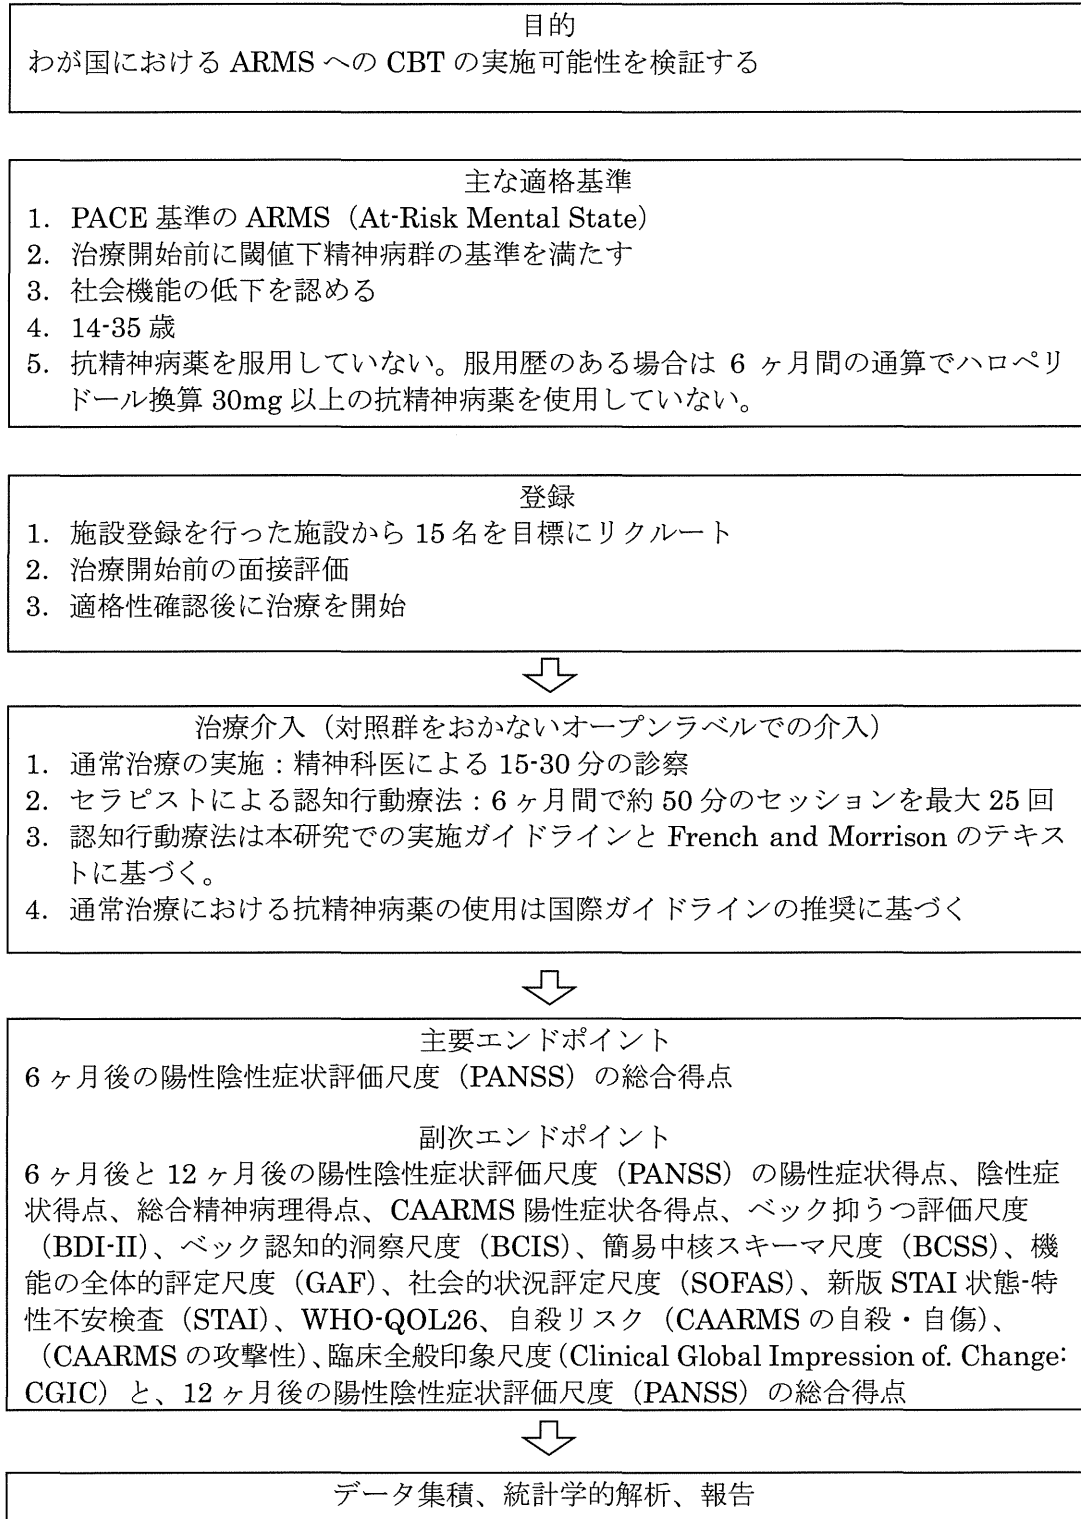 目的
わが国における ARMS への CBT の実施可能性を検証する
主な適格基準
1. PACE 基準の ARMS（At-Risk Mental State）
2. 治療開始前に閾値下精神病群の基準を満たす
3. 社会機能の低下を認める
4. 14-35 歳
5. 抗精神病薬を服用していない。服用歴のある場合は 6 ヶ月間の通算でハロペリ
ドール換算 30mg 以上の抗精神病薬を使用していない。
登録
1. 施設登録を行った施設から 15 名を目標にリクルート
2. 治療開始前の面接評価
3. 適格性確認後に治療を開始
治療介入（対照群をおかないオープンラベルでの介入）
1. 通常治療の実施：精神科医による 15-30 分の診察
2. セラピストによる認知行動療法：6 ヶ月間で約 50 分のセッションを最大 25 回
3. 認知行動療法は本研究での実施ガイドラインと French and Morrison のテキス
トに基づく。
4. 通常治療における抗精神病薬の使用は国際ガイドラインの推奨に基づく
主要エンドポイント
6 ヶ月後の陽性陰性症状評価尺度（PANSS）の総合得点
副次エンドポイント
6 ヶ月後と 12 ヶ月後の陽性陰性症状評価尺度（PANSS）の陽性症状得点、陰性症
状得点、総合精神病理得点、CAARMS 陽性症状各得点、ベック抑うつ評価尺度
（BDI-II）、ベック認知的洞察尺度（BCIS）、簡易中核スキーマ尺度（BCSS）、機
能の全体的評定尺度（GAF）、社会的状況評定尺度（SOFAS）、新版 STAI 状態-特
性不安検査（STAI）、WHO-QOL26、自殺リスク（CAARMS の自殺・自傷）、
（CAARMS の攻撃性）、臨床全般印象尺度（Clinical Global Impression of. Change:
CGIC）と、12 ヶ月後の陽性陰性症状評価尺度（PANSS）の総合得点
データ集積、統計学的解析、報告